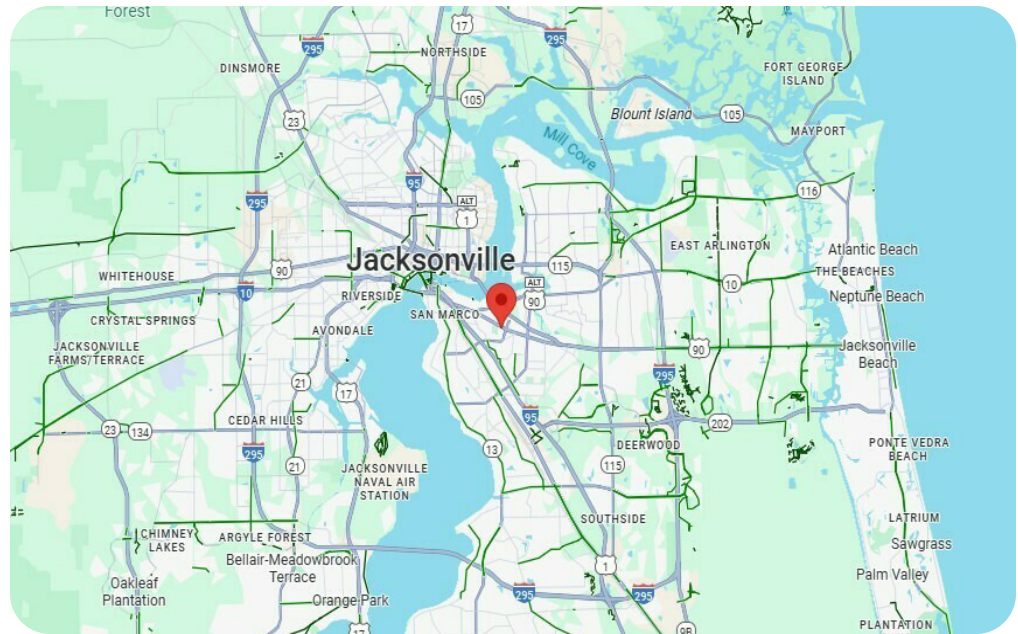 Forest
17
295
295
NORTHSIDE
DINSMORE
FORT GEORGE
ISLAND
105
Blount Island
105
23
MAYPORT
Mill Cove
95
116
295
ALT
1
EAST ARLINGTON
Atlantic Beach
Jacksonville
115
90
THE BEACHES
WHITEHOUSE
10
ALT
90
Neptune Beach
10
RIVERSIDE
SAN MARCO
CRYSTAL SPRINGS
AVONDALE
JACKSONVILLE
FARMS/TERRACE
90
Jacksonville
Beach
295
21
17
95
CEDAR HILLS
202
23
134
DEERWOOD
PONTE VEDRA
BEACH
295
13
21
115
JACKSONVILLE
NAVAL AIR
STATION
SOUTHSIDE
LATRIUM
CHIMNEY
LAKES
ARGYLE FOREST
Sawgrass
Bellair-Meadowbrook
Terrace
1
Palm Valley
Oakleaf
Plantation
295
295
Orange Park
PLANTATION
17
9B